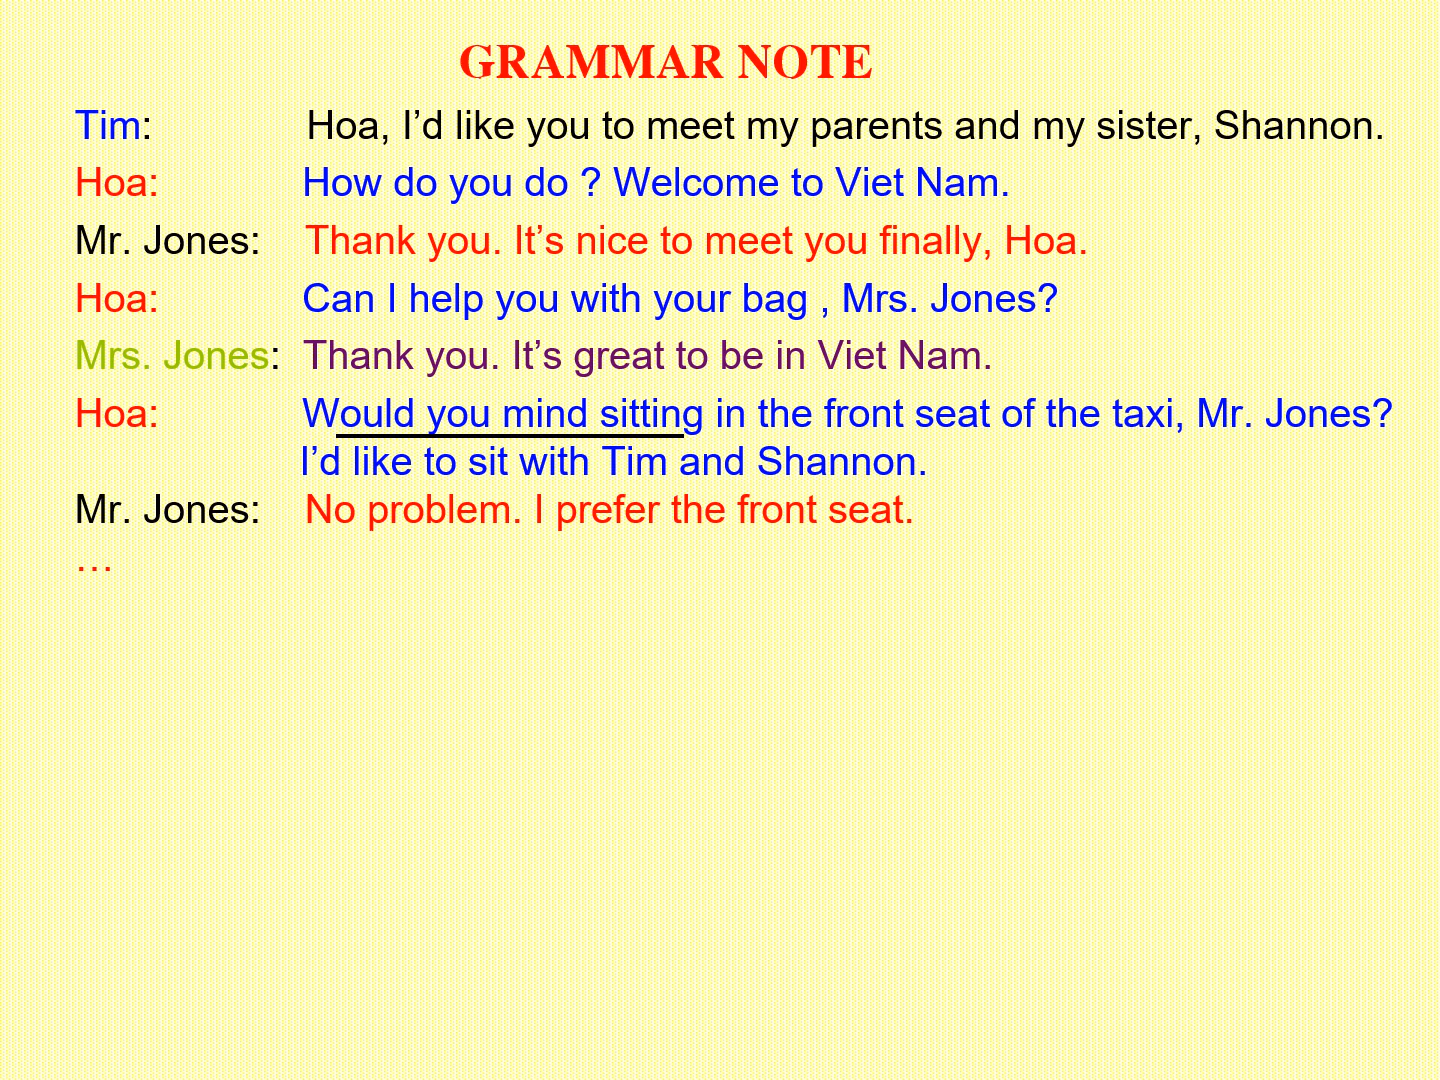 GRAMMAR NOTE
Tim: Hoa, I’d like you to meet my parents and my sister, Shannon.
Hoa: How do you do ? Welcome to Viet Nam.
Mr. Jones: Thank you. It’s nice to meet you finally, Hoa.
Hoa: Can I help you with your bag , Mrs. Jones?
Mrs. Jones: Thank you. It’s great to be in Viet Nam.
Hoa: Would you mind sitting in the front seat of the taxi, Mr. Jones?
I’d like to sit with Tim and Shannon.
Mr. Jones: No problem. I prefer the front seat.
…